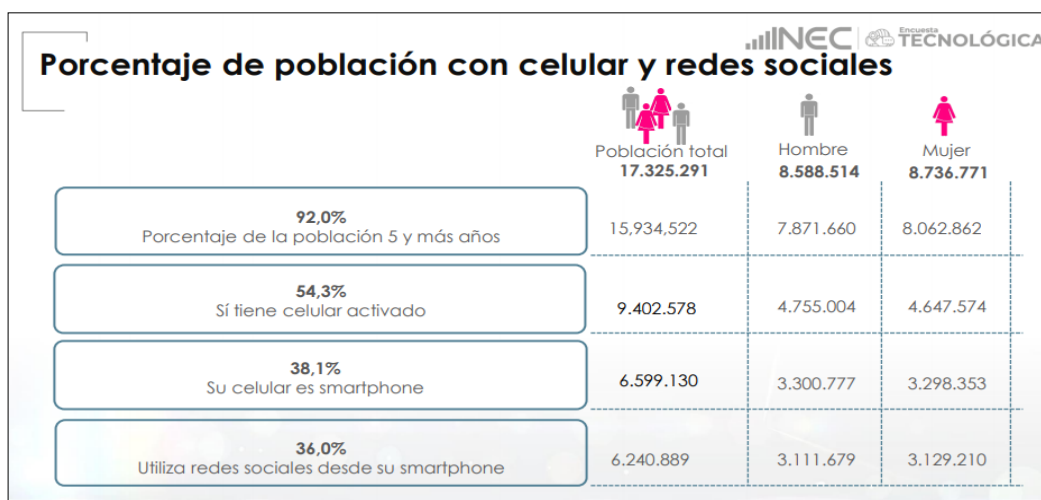 INEC
Encuesta
TECNOLÓGICA
Porcentaje de población con celular y redes sociales
Población total
17.325.291
Hombre
8.588.514
Mujer
8.736.771
92,0%
Porcentaje de la población 5 y más años
15,934,522
7.871.660
8.062.862
54,3%
Sí tiene celular activado
9.402.578
4.755.004
4.647.574
38,1%
Su celular es smartphone
6.599.130
3.300.777
3.298.353
36,0%
Utiliza redes sociales desde su smartphone
6.240.889
3.111.679
3.129.210